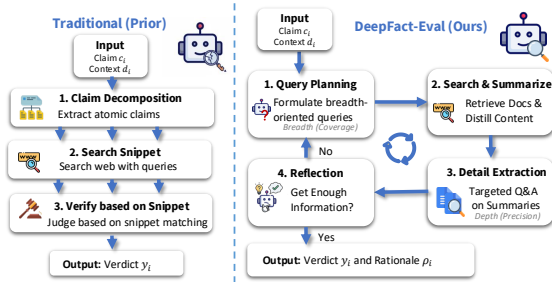 Traditional (Prior)
Input
Claim c_i
Context d_i
1. Claim Decomposition
Extract atomic claims
www
2. Search Snippet
Search web with queries
3. Verify based on Snippet
Judge based on snippet matching
Output: Verdict y_i
DeepFact-Eval (Ours)
Input
Claim c_i
Context d_i
1. Query Planning
Formulate breadth-
oriented queries
Breadth (Coverage)
2. Search & Summarize
www
Retrieve Docs &
Distill Content
3. Detail Extraction
Targeted Q&A
on Summaries
Depth (Precision)
4. Reflection
Get Enough
Information?
No
Yes
Output: Verdict y_i and Rationale ρ_i